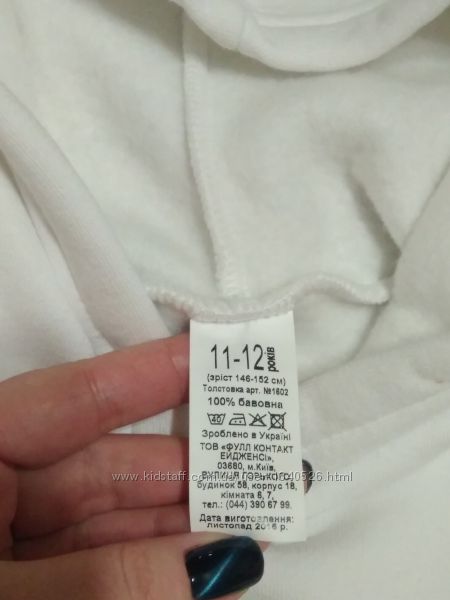 11-12 років
(зріст 146-152 см)
Толстовка арт. №1602
100% бавовна
40
Зроблено в Україні
ТОВ «ФУЛЛ КОНТАКТ
ЕЙДЖЕНСІ»,
03680, м.Київ,
будинок 58, корпус 18,
кімната 6, 7,
тел.: (044) 390 67 99.
Дата виготовлення:
листопад 2016 р.